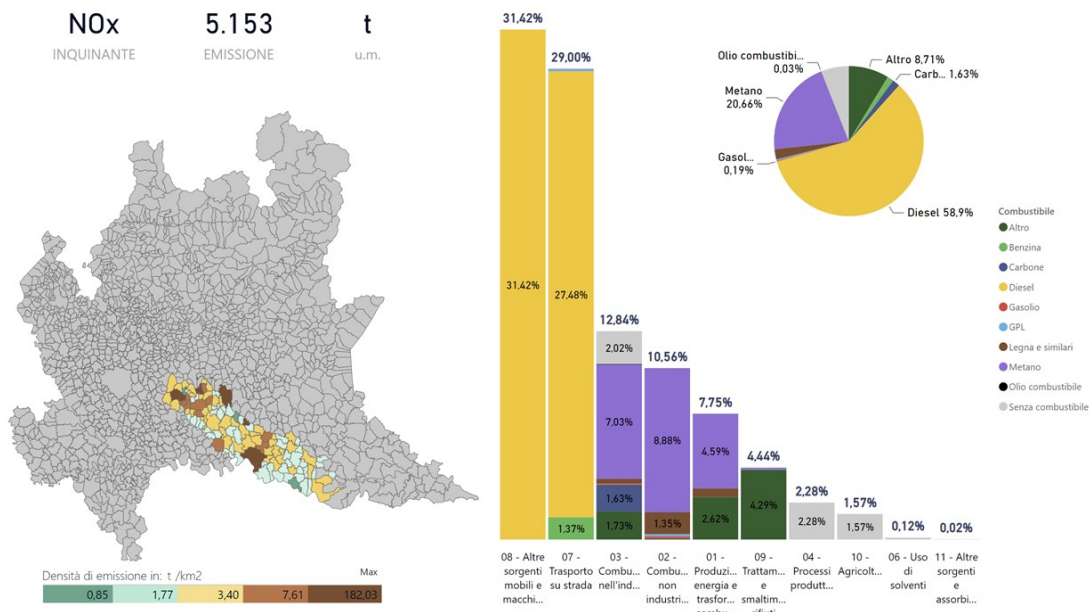 NOx
5.153
t
INQUINANTE
EMISSIONE
u.m.
Densità di emissione in: t /km2
Max
0,85
1,77
3,40
7,61
182,03
31,42%
29,00%
12,84%
10,56%
7,75%
4,44%
2,28%
1,57%
0,12%
0,02%
31,42%
27,48%
1,37%
2,02%
7,03%
1,63%
1,73%
8,88%
1,35%
4,59%
2,62%
4,29%
2,28%
1,57%
08 - Altre
sorgenti
mobili e
macchi...
07 -
Trasporto
su strada
03 -
Combu...
nell'ind...
02 -
Combu...
non
industri...
01 -
Produzi...
energia e
trasfor...
09 -
Trattam...
e
smaltim...
rifiuti
04 -
Processi
produtt...
10 -
Agricolt...
06 - Uso
di
solventi
11 - Altre
sorgenti
e
assorbi...
Olio combustibi...
0,03%
Altro 8,71%
Carb... 1,63%
Metano
20,66%
Gasol...
0,19%
Diesel 58,9%
Combustibile
Altro
Benzina
Carbone
Diesel
Gasolio
GPL
Legna e similari
Metano
Olio combustibile
Senza combustibile